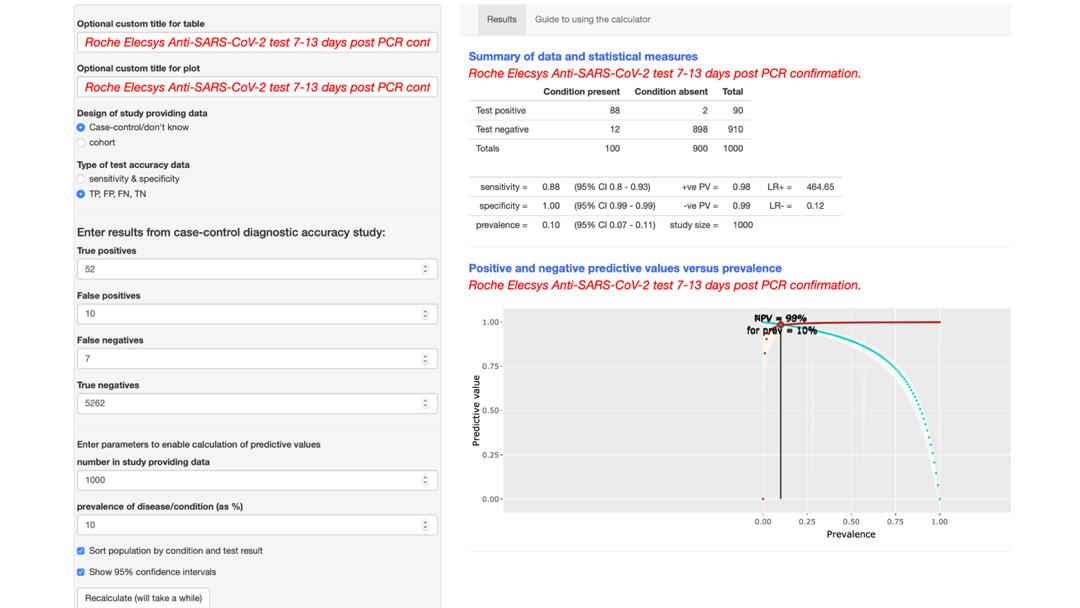 Results
Guide to using the calculator
Optional custom title for table
Roche Elecsys Anti-SARS-CoV-2 test 7-13 days post PCR conf
Optional custom title for plot
Roche Elecsys Anti-SARS-CoV-2 test 7-13 days post PCR conf
Design of study providing data
Case-control/don't know
cohort
Type of test accuracy data
sensitivity & specificity
TP, FP, FN, TN
Enter results from case-control diagnostic accuracy study:
True positives
52
False positives
10
False negatives
7
True negatives
5262
Enter parameters to enable calculation of predictive values
number in study providing data
1000
prevalence of disease/condition (as %)
10
Sort population by condition and test result
Show 95% confidence intervals
Recalculate (will take a while)
Summary of data and statistical measures
Roche Elecsys Anti-SARS-CoV-2 test 7-13 days post PCR confirmation.
Condition present Condition absent Total
Test positive 88 2 90
Test negative 12 898 910
Totals 100 900 1000
sensitivity = 0.88 (95% CI 0.8 - 0.93) +ve PV = 0.98 LR+ = 464.65
specificity = 1.00 (95% CI 0.99 - 0.99) -ve PV = 0.99 LR- = 0.12
prevalence = 0.10 (95% CI 0.07 - 0.11) study size = 1000
Positive and negative predictive values versus prevalence
Roche Elecsys Anti-SARS-CoV-2 test 7-13 days post PCR confirmation.
NPV = 99%
for prev = 10%
1.00
0.75
0.50
0.25
0.00
Predictive value
0.00 0.25 0.50 0.75 1.00
Prevalence